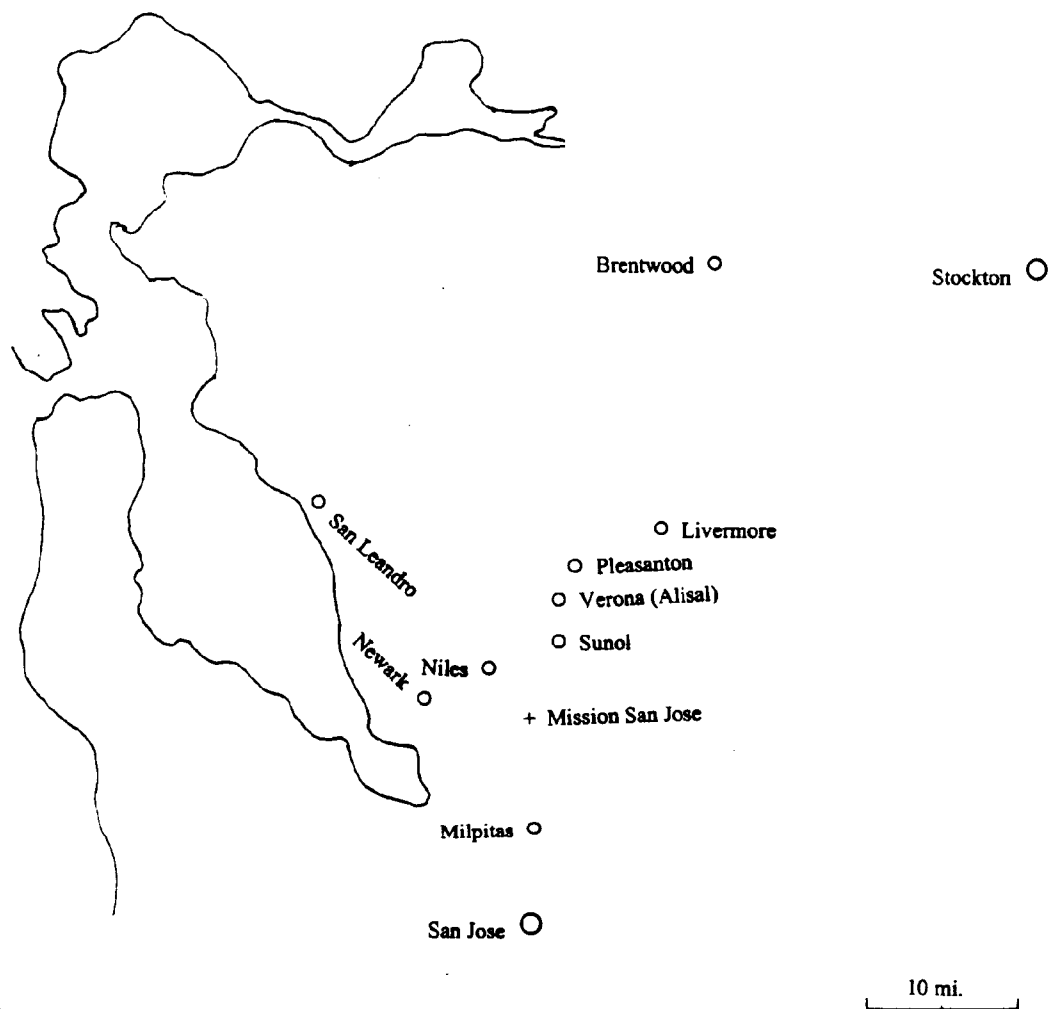 Brentwood
Stockton
San Leandro
Livermore
Pleasanton
Verona (Alisal)
Sunol
Newark
Niles
+ Mission San Jose
Milpitas
San Jose
10 mi.